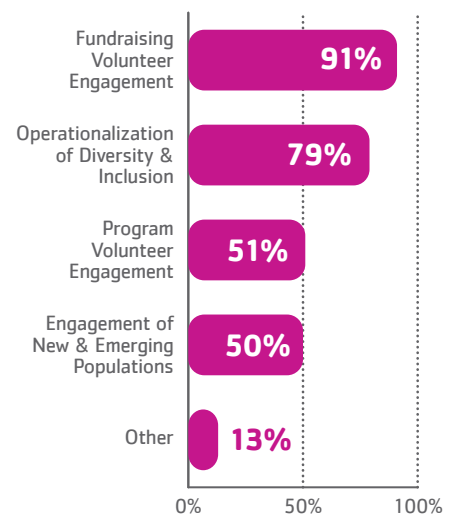 Fundraising
Volunteer
Engagement
91%
Operationalization
of Diversity &
Inclusion
79%
Program
Volunteer
Engagement
51%
Engagement of
New & Emerging
Populations
50%
Other
13%
0%
50%
100%